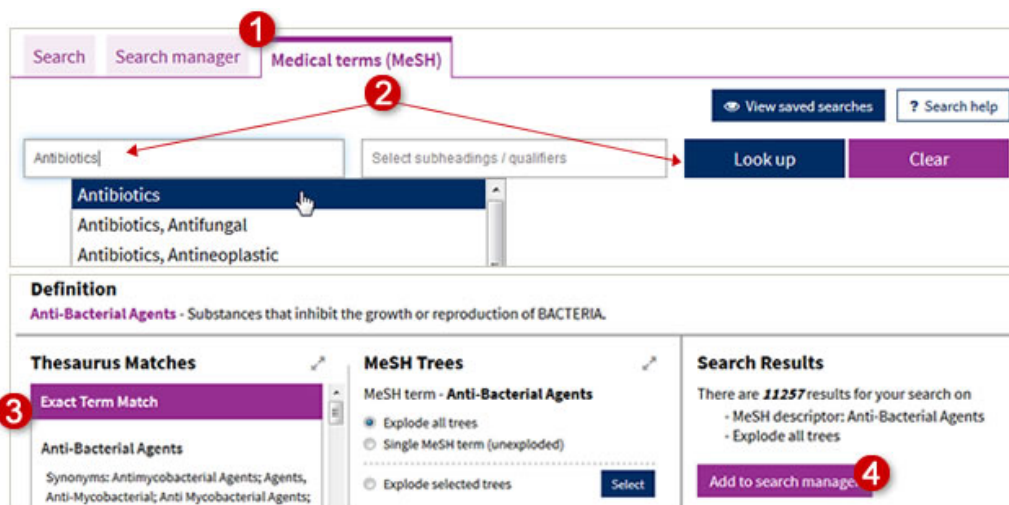 1
Search Search manager Medical terms (MeSH)
2
View saved searches ? Search help
Antibiotics Select subheadings / qualifiers Look up Clear
Antibiotics
Antibiotics, Antifungal
Antibiotics, Antineoplastic
Definition
Anti-Bacterial Agents - Substances that inhibit the growth or reproduction of BACTERIA.
Thesaurus Matches
3
Exact Term Match
Anti-Bacterial Agents
Synonyms: Antimycobacterial Agents; Agents,
Anti-Mycobacterial; Anti Mycobacterial Agents;
MeSH Trees
MeSH term - Anti-Bacterial Agents
Explode all trees
Single MeSH term (unexploded)
Explode selected trees Select
Search Results
There are 11257 results for your search on
- MeSH descriptor: Anti-Bacterial Agents
- Explode all trees
Add to search manage 4